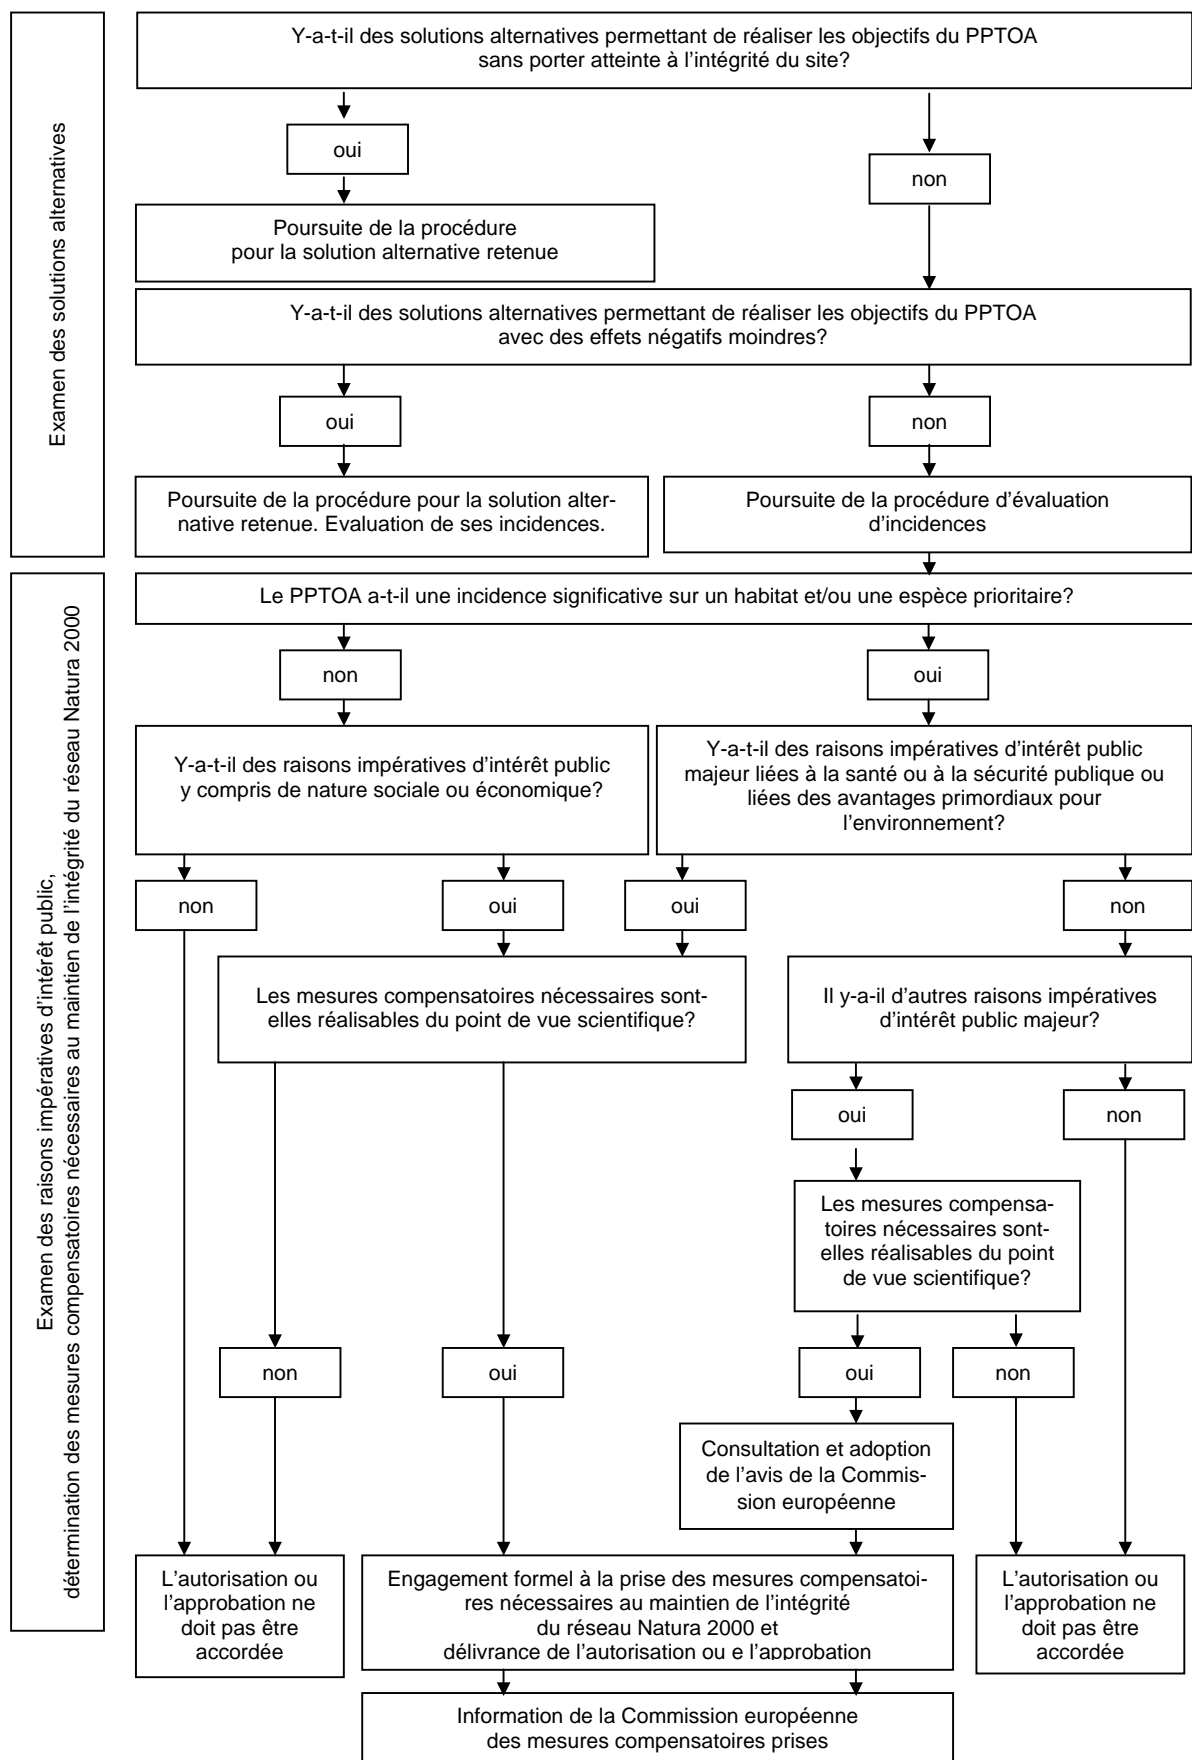 Examen des solutions alternatives
Y-a-t-il des solutions alternatives permettant de réaliser les objectifs du PPTOA
sans porter atteinte à l'intégrité du site?
oui
non
Poursuite de la procédure
pour la solution alternative retenue
Y-a-t-il des solutions alternatives permettant de réaliser les objectifs du PPTOA
avec des effets négatifs moindres?
oui
non
Poursuite de la procédure pour la solution alter-
native retenue. Evaluation de ses incidences.
Poursuite de la procédure d'évaluation
d'incidences
Examen des raisons impératives d'intérêt public,
détermination des mesures compensatoires nécessaires au maintien de l'intégrité du réseau Natura 2000
Le PPTOA a-t-il une incidence significative sur un habitat et/ou une espèce prioritaire?
non
oui
Y-a-t-il des raisons impératives d'intérêt public
y compris de nature sociale ou économique?
Y-a-t-il des raisons impératives d'intérêt public
majeur liées à la santé ou à la sécurité publique ou
liées des avantages primordiaux pour
l'environnement?
non
oui
oui
non
Les mesures compensatoires nécessaires sont-
elles réalisables du point de vue scientifique?
Il y-a-il d'autres raisons impératives
d'intérêt public majeur?
oui
non
Les mesures compensa-
toires nécessaires sont-
elles réalisables du point
de vue scientifique?
non
oui
oui
non
Consultation et adoption
de l'avis de la Commis-
sion européenne
L'autorisation ou
l'approbation ne
doit pas être
accordée
Engagement formel à la prise des mesures compensatoi-
res nécessaires au maintien de l'intégrité
du réseau Natura 2000 et
délivrance de l'autorisation ou e l'approbation
L'autorisation ou
l'approbation ne
doit pas être
accordée
Information de la Commission européenne
des mesures compensatoires prises